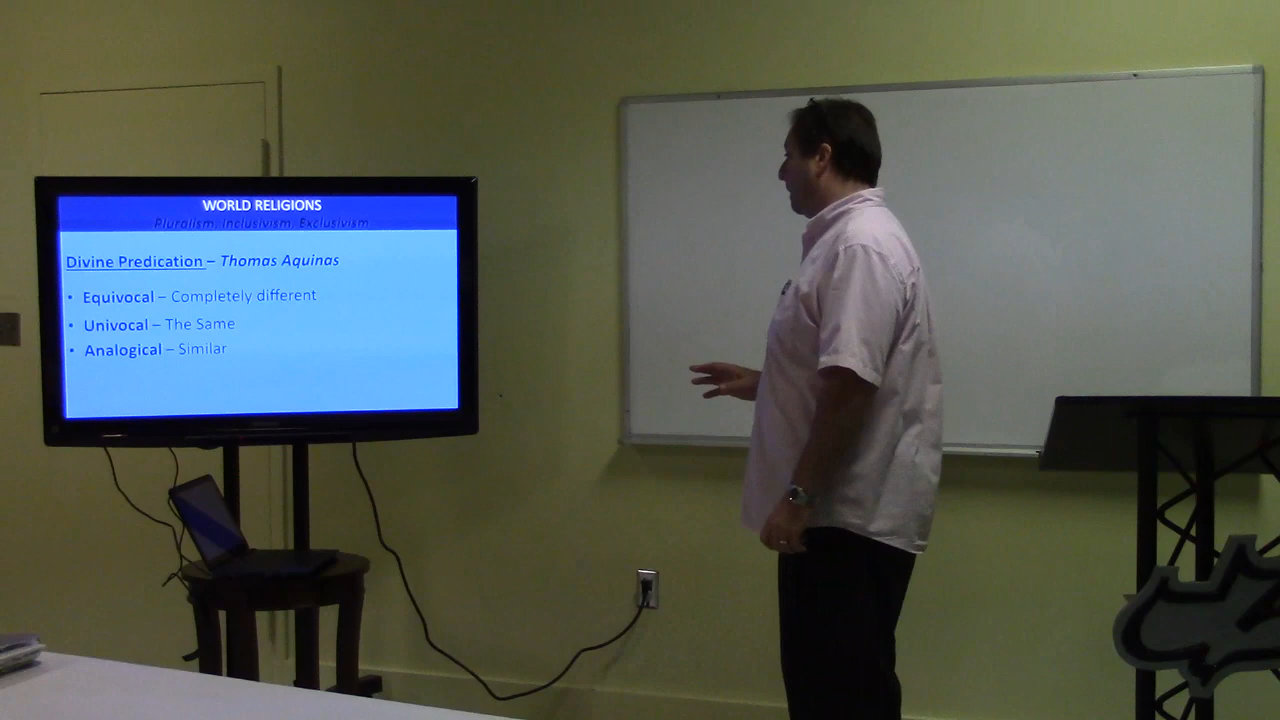 WORLD RELIGIONS
Pluralism, Inclusivism, Exclusivism
Divine Predication – Thomas Aquinas
• Equivocal – Completely different
• Univocal – The Same
• Analogical – Similar